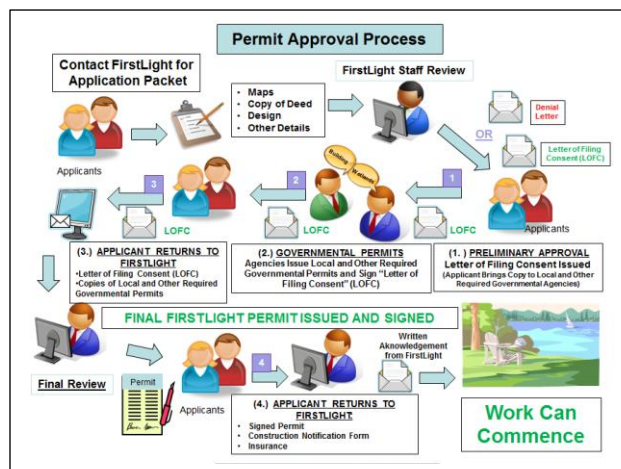 Permit Approval Process
Contact FirstLight for
Application Packet
FirstLight Staff Review
• Maps
• Copy of Deed
• Design
• Other Details
Denial
Letter
OR
Letter of Filing
Consent (LOFC)
Applicants
Building
Wetlands
3
2
1
Applicants
LOFC
LOFC
LOFC
(3.) APPLICANT RETURNS TO
FIRSTLIGHT
•Letter of Filing Consent (LOFC)
•Copies of Local and Other Required
Governmental Permits
(2.) GOVERNMENTAL PERMITS
Agencies Issue Local and Other Required
Governmental Permits and Sign “Letter
of Filing Consent” (LOFC)
(1. ) PRELIMINARY APPROVAL
Letter of Filing Consent Issued
(Applicant Brings Copy to Local and Other
Required Governmental Agencies)
FINAL FIRSTLIGHT PERMIT ISSUED AND SIGNED
Final Review
Permit
Applicants
4
Written
Aknowledgement
from FirstLight
(4.) APPLICANT RETURNS TO
FIRSTLIGHT:
• Signed Permit
• Construction Notification Form
• Insurance
Work Can
Commence